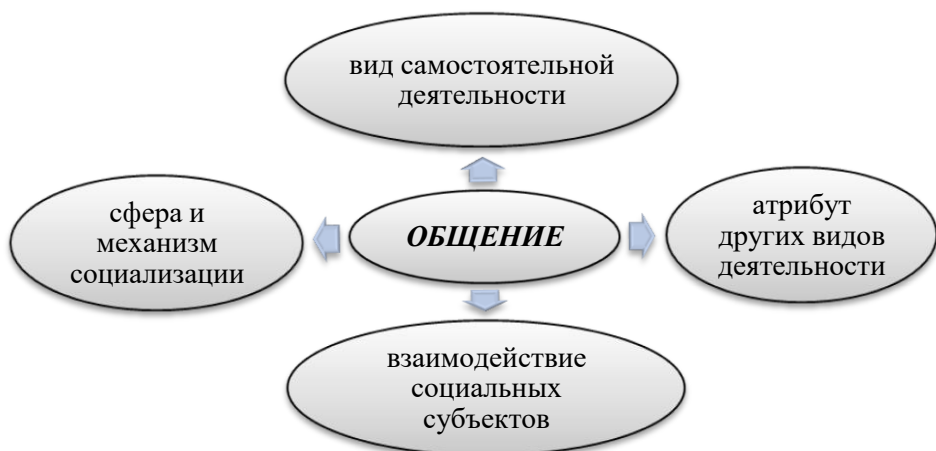 вид самостоятельной
деятельности
сфера и
механизм
социализации
ОБЩЕНИЕ
атрибут
других видов
деятельности
взаимодействие
социальных
субъектов